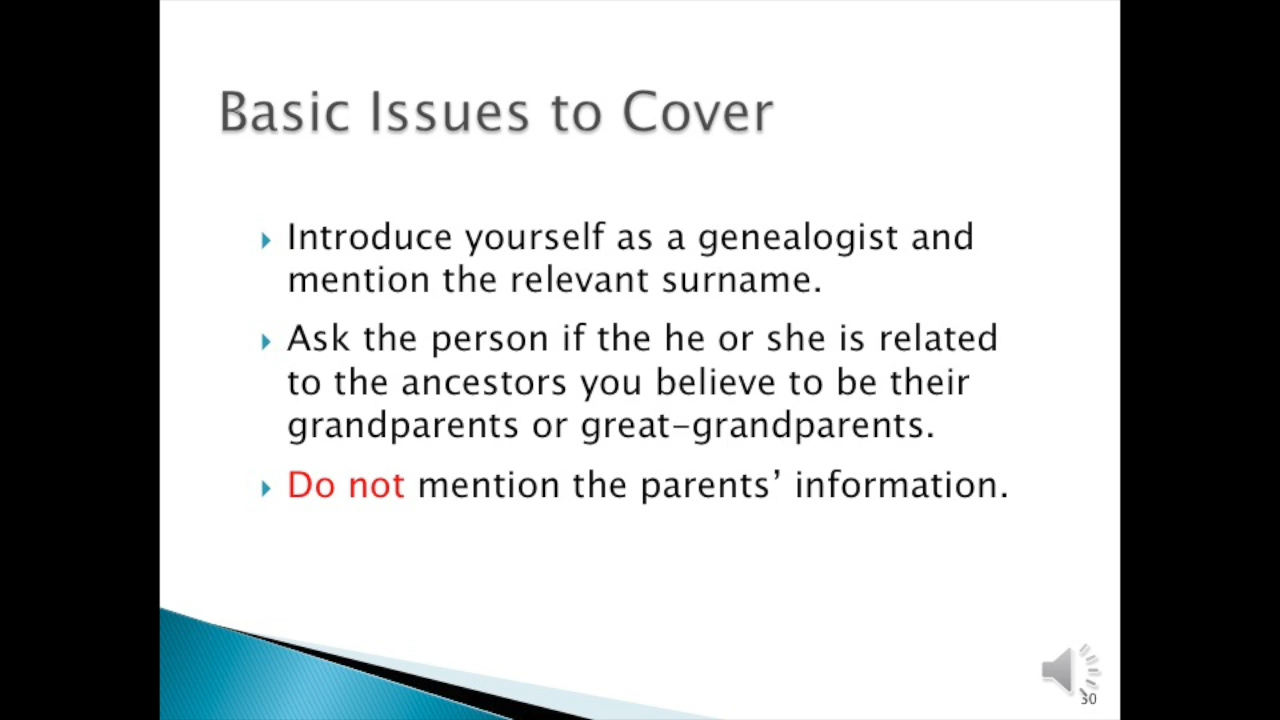 Basic Issues to Cover
Introduce yourself as a genealogist and
mention the relevant surname.
Ask the person if the he or she is related
to the ancestors you believe to be their
grandparents or great-grandparents.
Do not mention the parents’ information.
30